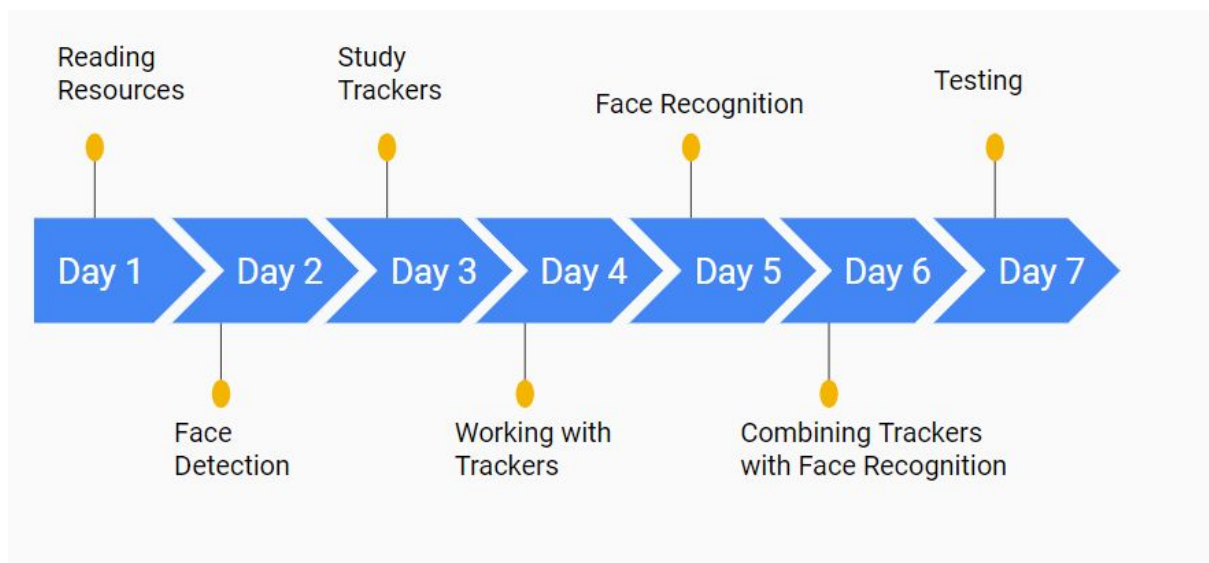 Reading
Resources
Study
Trackers
Face Recognition
Testing
Day 1
Day 2
Day 3
Day 4
Day 5
Day 6
Day 7
Face
Detection
Working with
Trackers
Combining Trackers
with Face Recognition